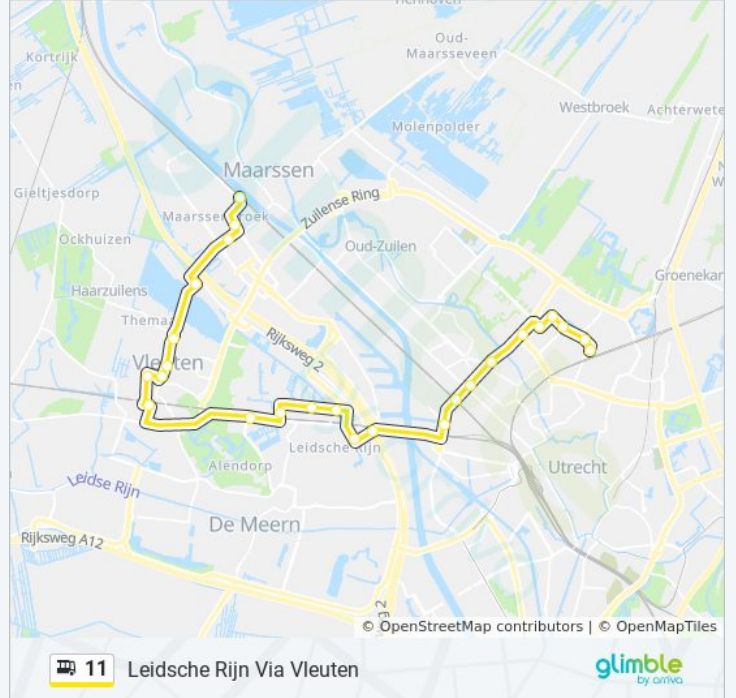 Kortrijk
Oud-
Maarsseveen
Westbroek
Achterwete
Molenpolder
Maarssen
Gieltjesdorp
Zuilense Ring
Ockhuizen
Oud-Zuilen
Groenekan
Haarzuilens
Rijksweg 2
Vleuten
Leidsche Rijn
Utrecht
Alendorp
Leidse Rijn
De Meern
Rijksweg A12
© OpenStreetMap contributors | © OpenMapTiles
11 Leidsche Rijn Via Vleuten
glimble
by arriva